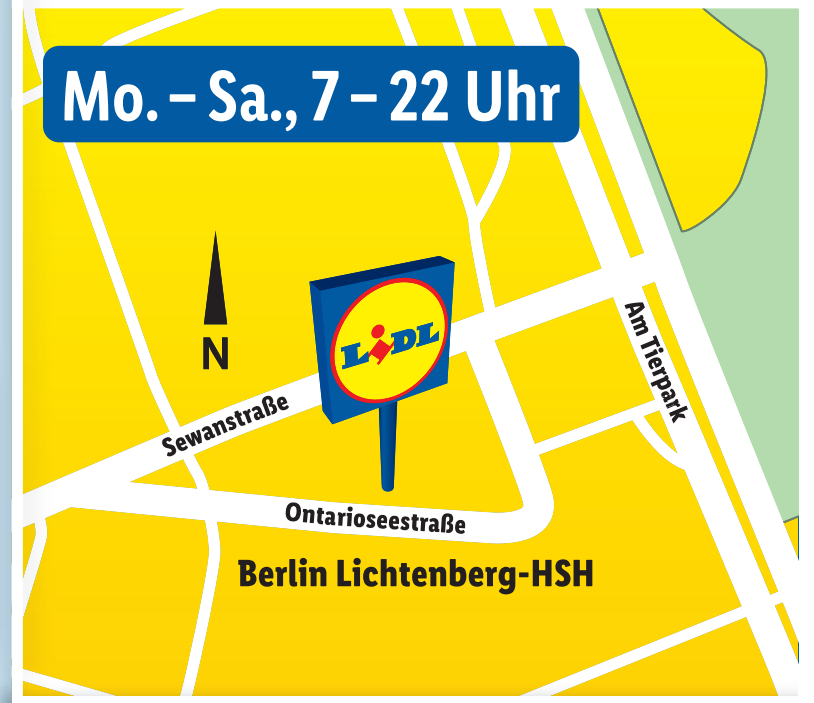 Mo. – Sa., 7 – 22 Uhr
N
LIDL
Am Tierpark
Sewanstraße
Ontarioseestraße
Berlin Lichtenberg-HSH